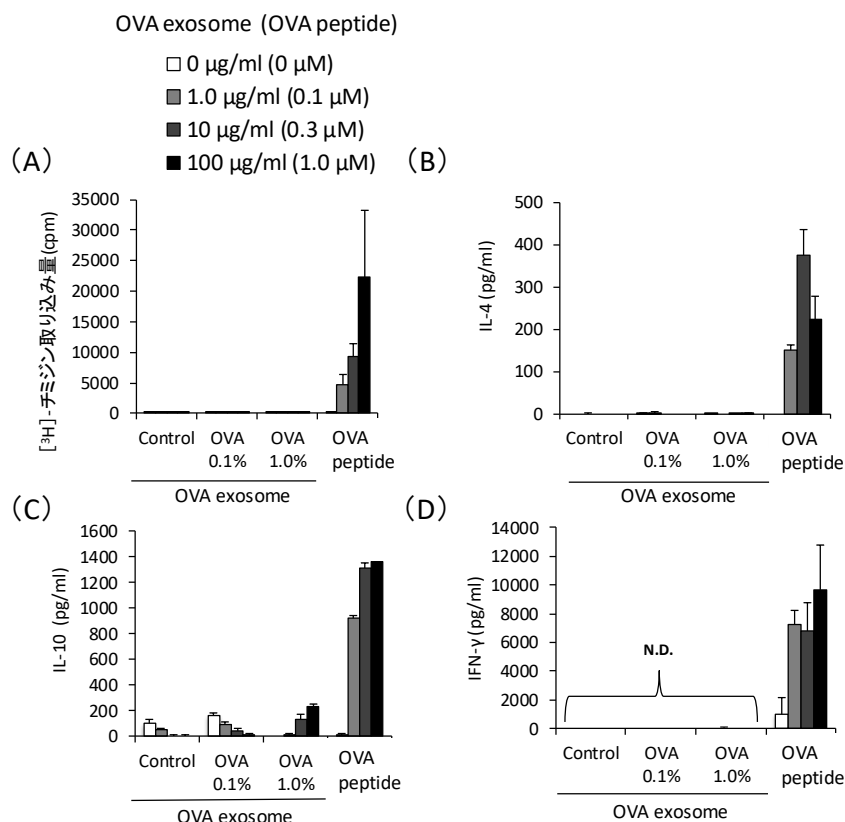 OVA exosome (OVA peptide)
0 µg/ml (0 µM)
1.0 µg/ml (0.1 µM)
10 µg/ml (0.3 µM)
100 µg/ml (1.0 µM)
（A）
[³H]-チミジン取り込み量(cpm)
35000
30000
25000
20000
15000
10000
5000
0
Control
OVA
0.1%
OVA
1.0%
OVA
peptide
OVA exosome
（B）
IL-4 (pg/ml)
500
400
300
200
100
0
Control
OVA
0.1%
OVA
1.0%
OVA
peptide
OVA exosome
（C）
IL-10 (pg/ml)
1600
1400
1200
1000
800
600
400
200
0
Control
OVA
0.1%
OVA
1.0%
OVA
peptide
OVA exosome
（D）
IFN-γ (pg/ml)
14000
12000
10000
8000
6000
4000
2000
0
N.D.
Control
OVA
0.1%
OVA
1.0%
OVA
peptide
OVA exosome